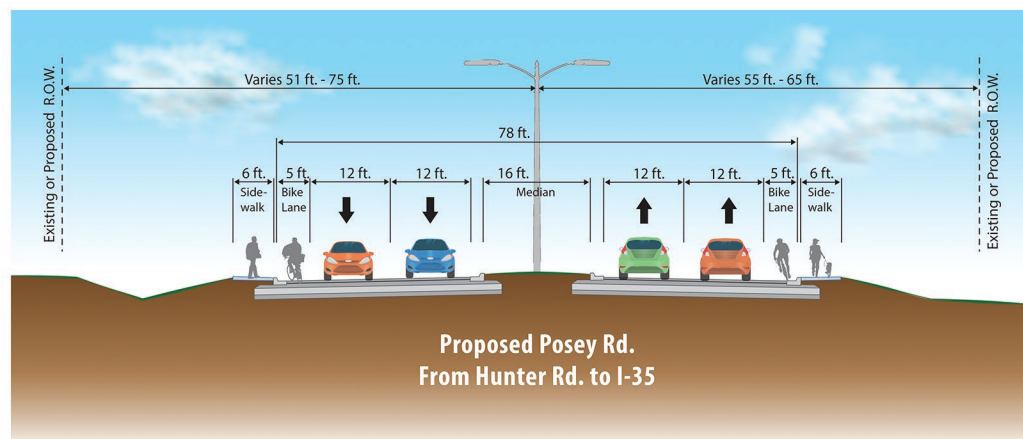 Existing or Proposed R.O.W.
Varies 51 ft. - 75 ft.
Varies 55 ft. - 65 ft.
Existing or Proposed R.O.W.
78 ft.
6 ft.
5 ft.
12 ft.
12 ft.
16 ft.
12 ft.
12 ft.
5 ft.
6 ft.
Side-
walk
Bike
Lane
Median
Bike
Lane
Side-
walk
Proposed Posey Rd.
From Hunter Rd. to I-35